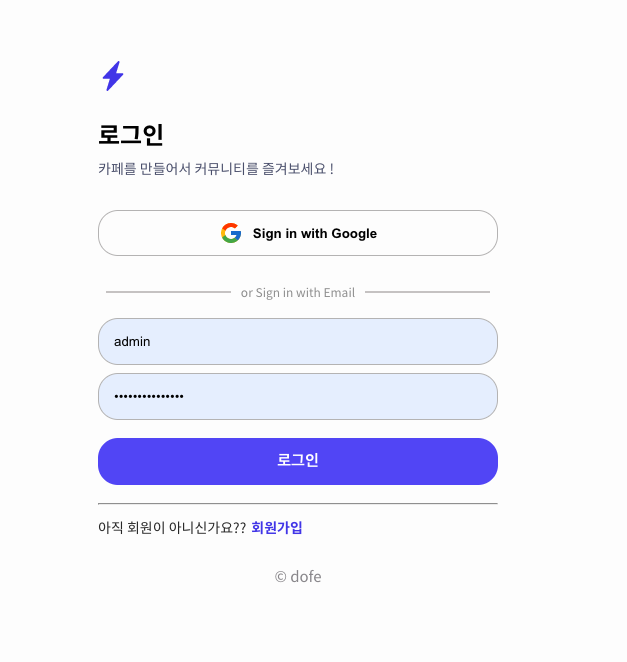 로그인
카페를 만들어서 커뮤니티를 즐겨보세요 !
Sign in with Google
or Sign in with Email
admin
•••••••••••••••
로그인
아직 회원이 아니신가요?? 회원가입
© dofe